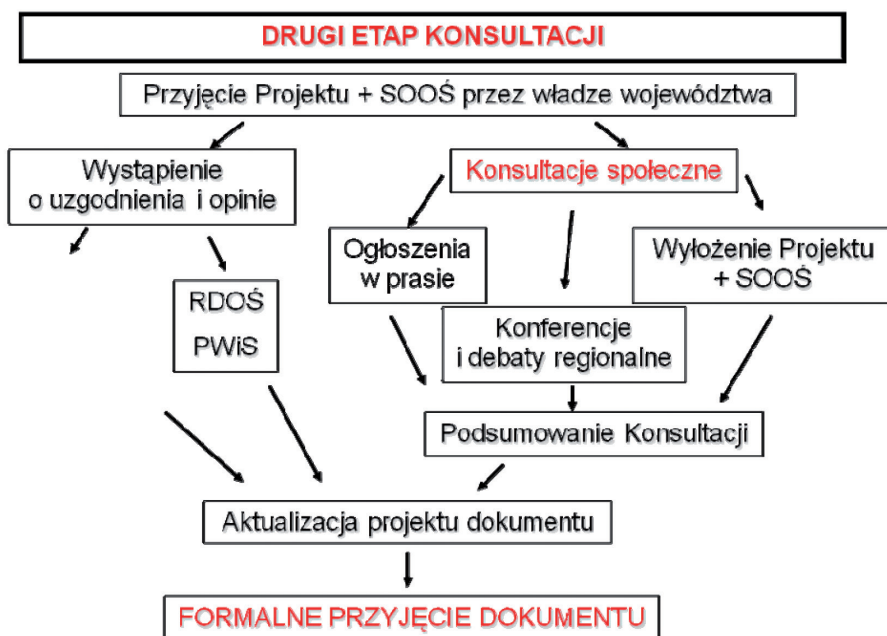 DRUGI ETAP KONSULTACJI
Przyjęcie Projektu + SOOŚ przez władze województwa
Wystąpienie
o uzgodnienia i opinie
Konsultacje społeczne
Ogłoszenia
w prasie
Wyłożenie Projektu
+ SOOŚ
RDOŚ
PWiS
Konferencje
i debaty regionalne
Podsumowanie Konsultacji
Aktualizacja projektu dokumentu
FORMALNE PRZYJĘCIE DOKUMENTU